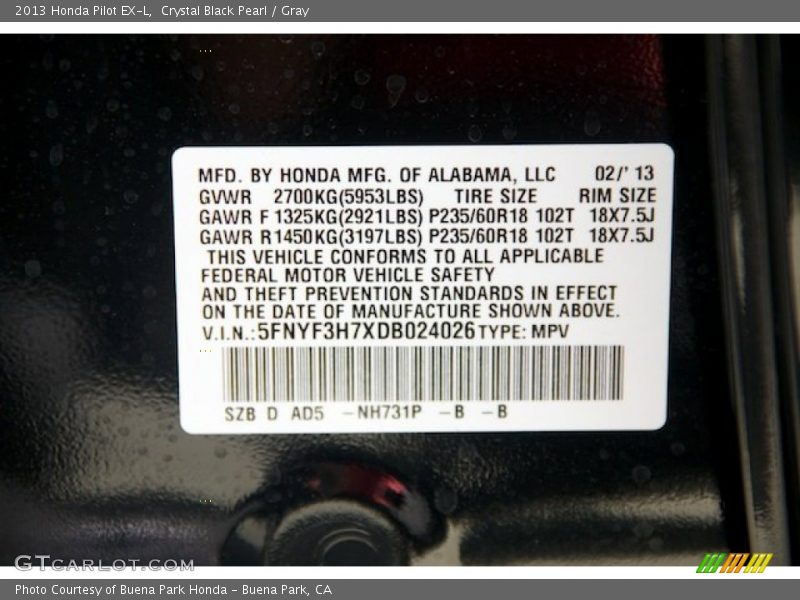 2013 Honda Pilot EX-L, Crystal Black Pearl / Gray
MFD. BY HONDA MFG. OF ALABAMA, LLC 02/' 13
GVWR 2700KG(5953LBS) TIRE SIZE RIM SIZE
GAWR F 1325KG(2921LBS) P235/60R18 102T 18X7.5J
GAWR R1450KG(3197LBS) P235/60R18 102T 18X7.5J
THIS VEHICLE CONFORMS TO ALL APPLICABLE
FEDERAL MOTOR VEHICLE SAFETY
AND THEFT PREVENTION STANDARDS IN EFFECT
ON THE DATE OF MANUFACTURE SHOWN ABOVE.
V.I.N.:5FNYF3H7XDB024026 TYPE: MPV
SZB D AD5 -NH731P -B -B
GTCARLOT.COM
Photo Courtesy of Buena Park Honda - Buena Park, CA